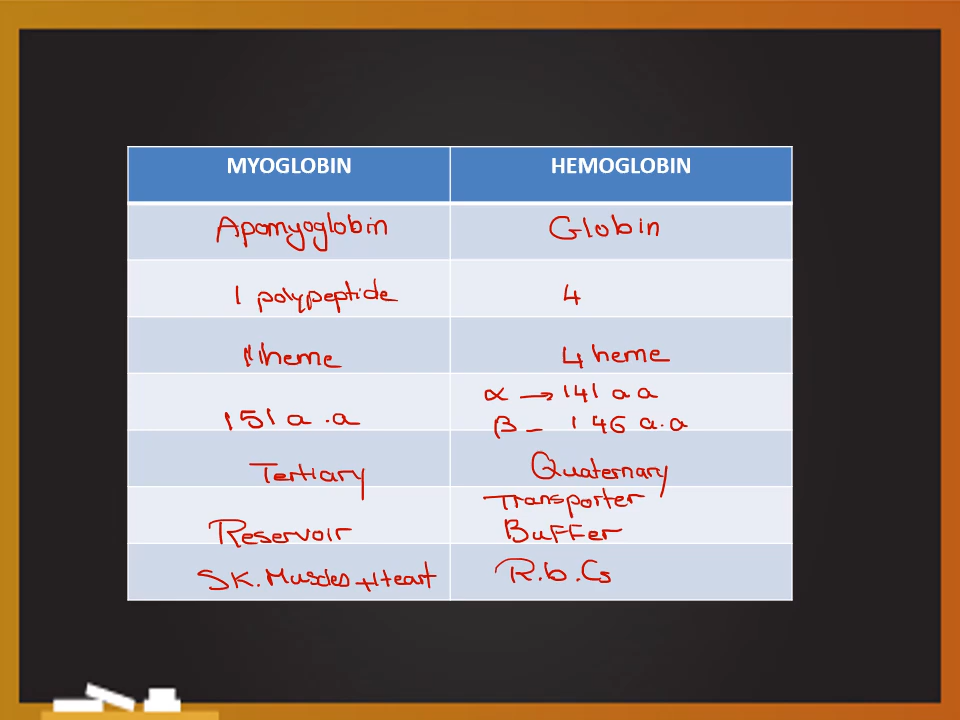 MYOGLOBIN HEMOGLOBIN
Apomyoglobin Globin
1 polypeptide 4
1 heme 4 heme
α → 141 a a
151 a.a β – 146 a.a
Tertiary Quaternary
Transporter
Reservoir Buffer
SK. Muscles + Heart R.b.Cs